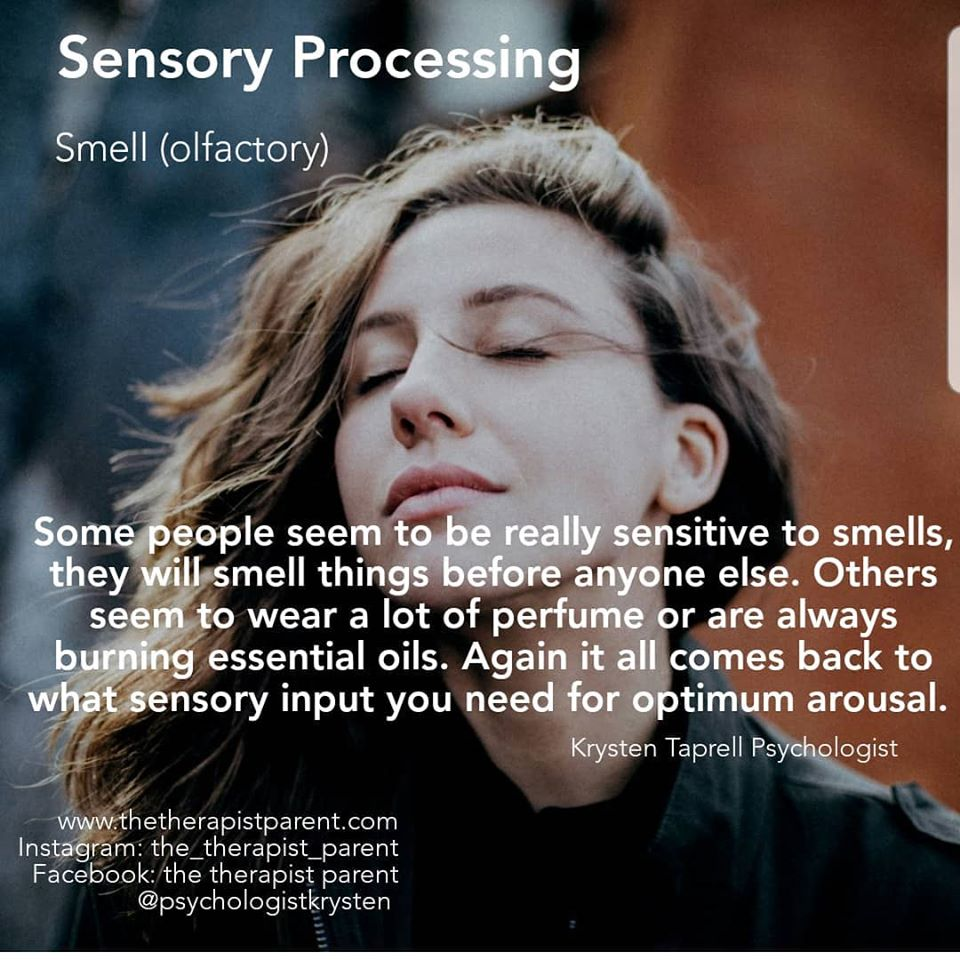 Sensory Processing
Smell (olfactory)
Some people seem to be really sensitive to smells,
they will smell things before anyone else. Others
seem to wear a lot of perfume or are always
burning essential oils. Again it all comes back to
what sensory input you need for optimum arousal.
Krysten Taprell Psychologist
www.thetherapistparent.com
Instagram: the_therapist_parent
Facebook: the therapist parent
@psychologistkrysten